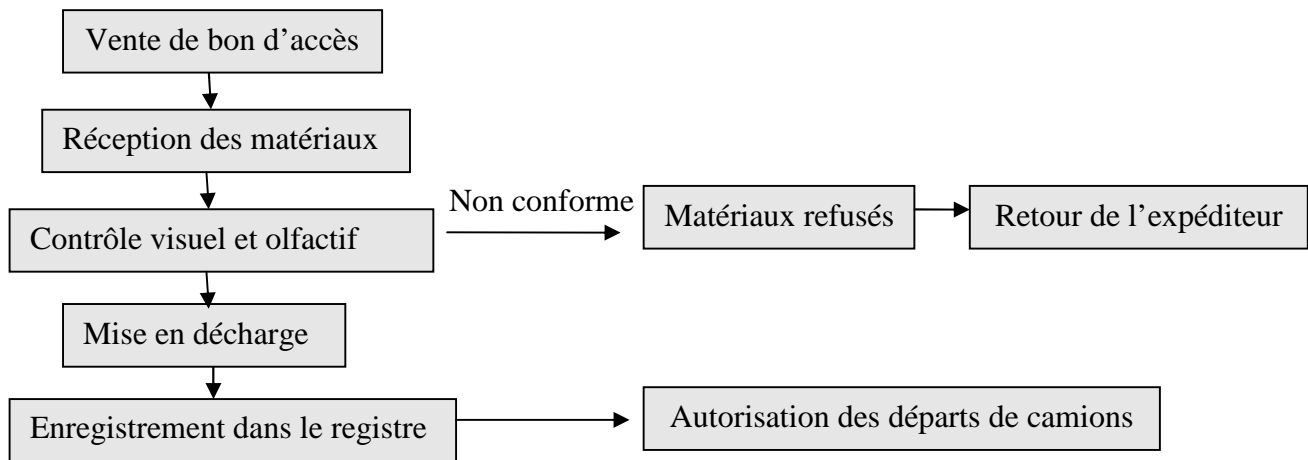 Vente de bon d’accès
Réception des matériaux
Contrôle visuel et olfactif
Non conforme
Matériaux refusés
Retour de l’expéditeur
Mise en décharge
Enregistrement dans le registre
Autorisation des départs de camions